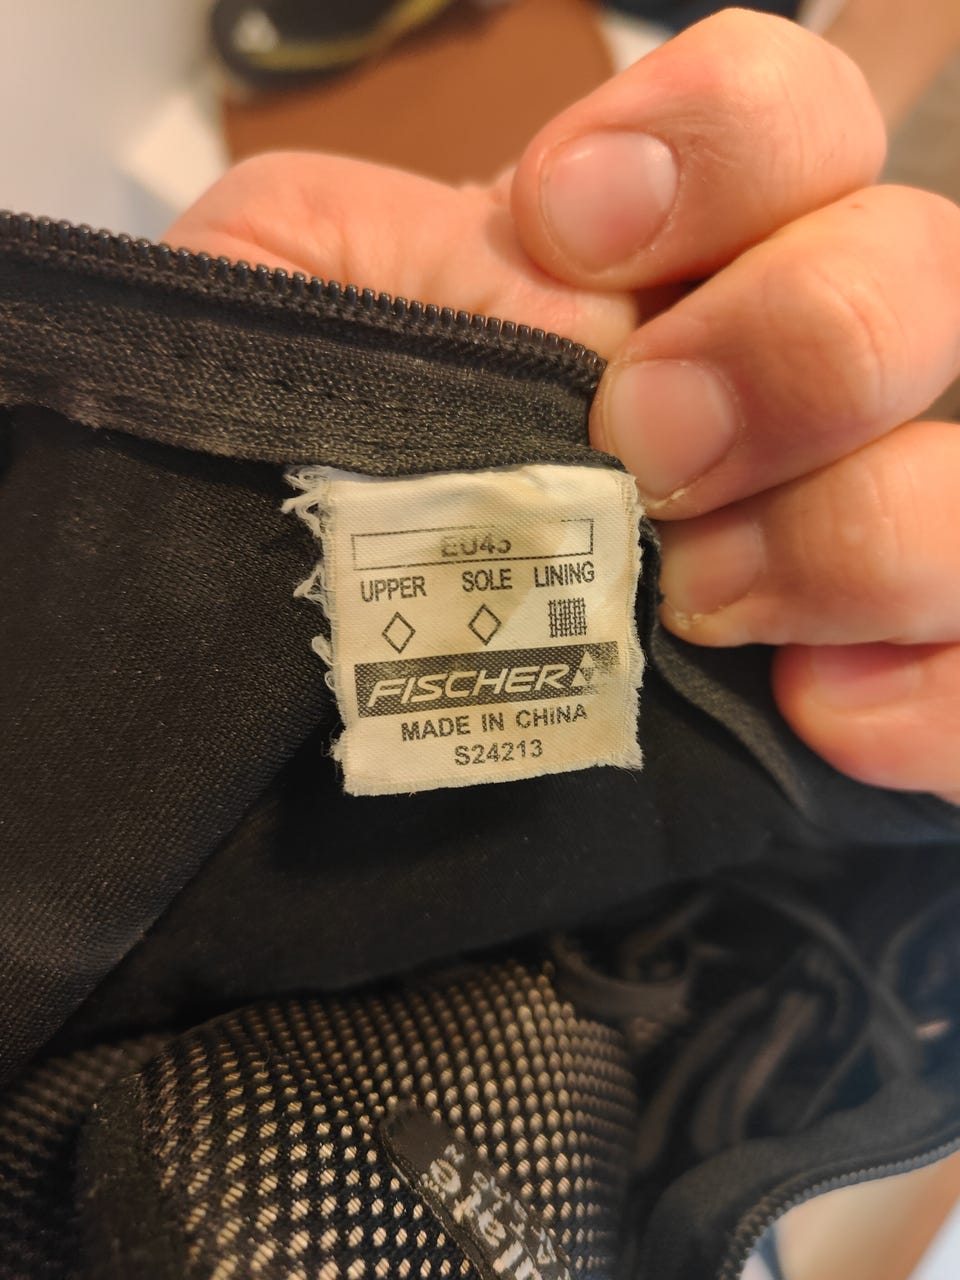 EU45
UPPER SOLE LINING
FISCHER
MADE IN CHINA
S24213